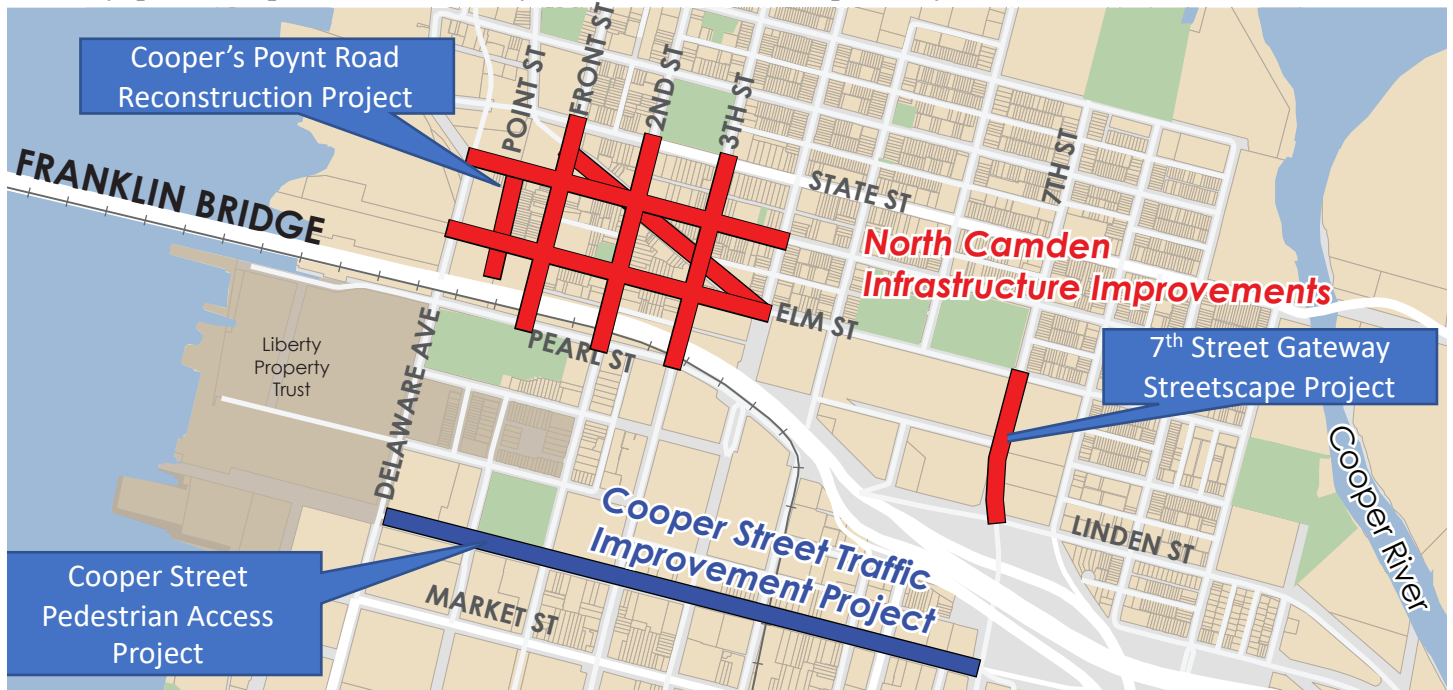 Cooper's Poynt Road
Reconstruction Project
POINT ST
FRONT ST
2ND ST
3TH ST
7TH ST
STATE ST
FRANKLIN BRIDGE
North Camden
Infrastructure Improvements
ELM ST
PEARL ST
Liberty
Property
Trust
DELAWARE AVE
7th Street Gateway
Streetscape Project
Cooper River
LINDEN ST
Cooper Street Traffic
Improvement Project
Cooper Street
Pedestrian Access
Project
MARKET ST